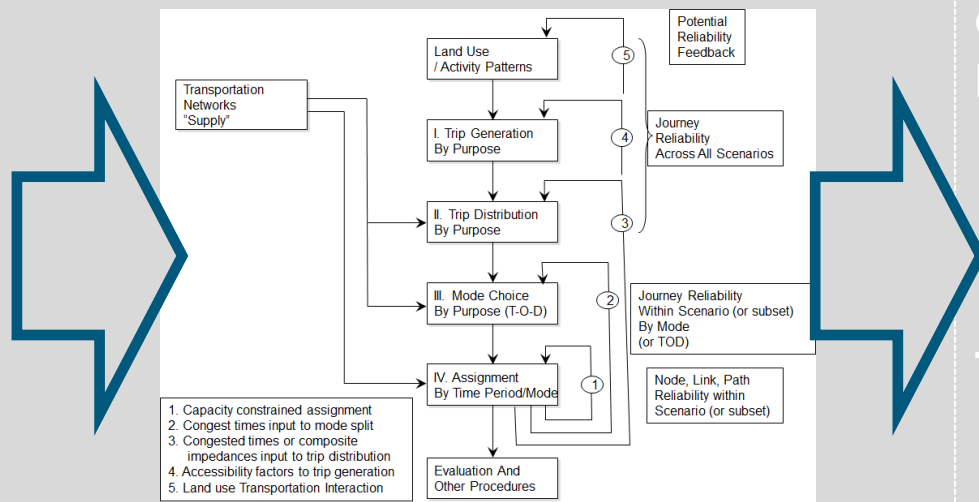 Potential
Reliability
Feedback
Land Use
/ Activity Patterns
5
Transportation
Networks
“Supply”
I. Trip Generation
By Purpose
4
Journey
Reliability
Across All Scenarios
II. Trip Distribution
By Purpose
3
III. Mode Choice
By Purpose (T-O-D)
2
Journey Reliability
Within Scenario (or subset)
By Mode
(or TOD)
IV. Assignment
By Time Period/Mode
1
Node, Link, Path
Reliability within
Scenario (or subset)
1. Capacity constrained assignment
2. Congest times input to mode split
3. Congested times or composite
impedances input to trip distribution
4. Accessibility factors to trip generation
5. Land use Transportation Interaction
Evaluation And
Other Procedures